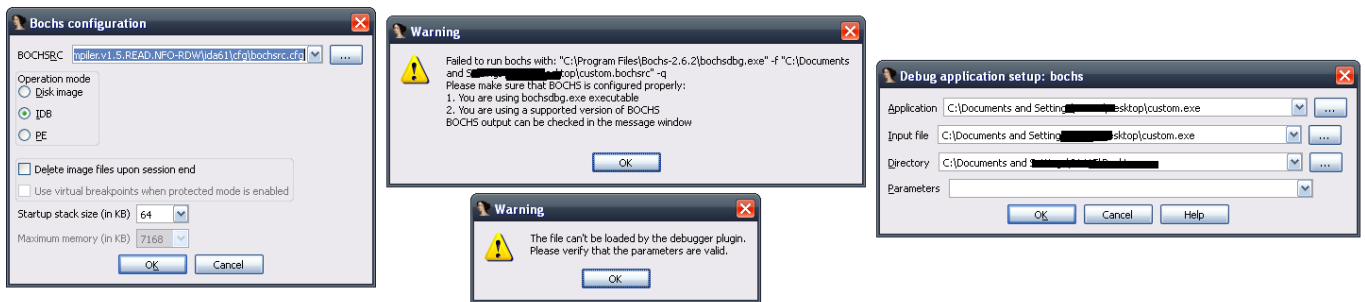 Bochs configuration
BOCHSRC mpiler.v1.5.READ.NFO-RDW\ida61\cfg\bochsrc.cfg ...
Operation mode
Disk image
IDB
PE
Delete image files upon session end
Use virtual breakpoints when protected mode is enabled
Startup stack size (in KB) 64
Maximum memory (in KB) 7168
OK Cancel
Warning
Failed to run bochs with: "C:\Program Files\Bochs-2.6.2\bochsdbg.exe" -f "C:\Documents
and S top\custom.bochsrc" -q
Please make sure that BOCHS is configured properly:
1. You are using bochsdbg.exe executable
2. You are using a supported version of BOCHS
BOCHS output can be checked in the message window
OK
Warning
The file can't be loaded by the debugger plugin.
Please verify that the parameters are valid.
OK
Debug application setup: bochs
Application C:\Documents and Setting esktop\custom.exe ...
Input file C:\Documents and Setting sktop\custom.exe ...
Directory C:\Documents and S ...
Parameters
OK Cancel Help